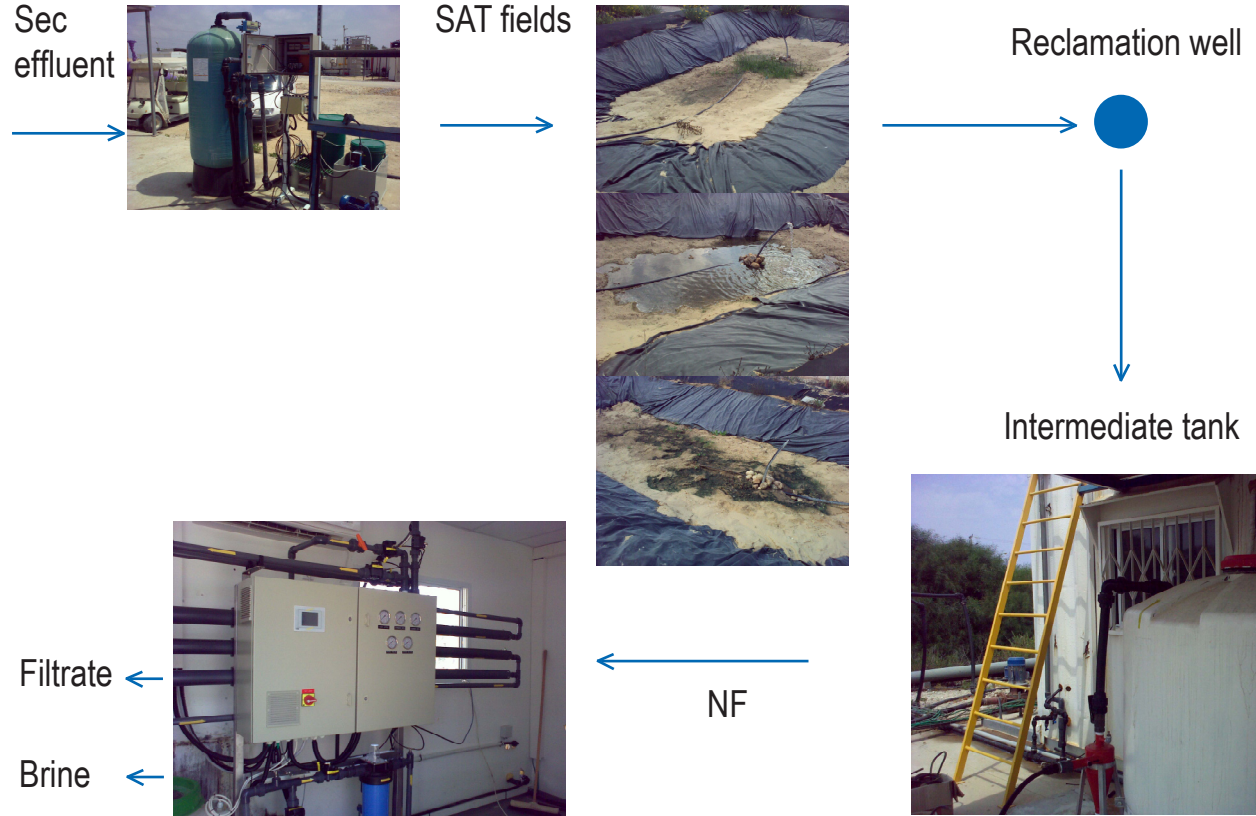 Sec
effluent
SAT fields
Reclamation well
Intermediate tank
NF
Filtrate
Brine